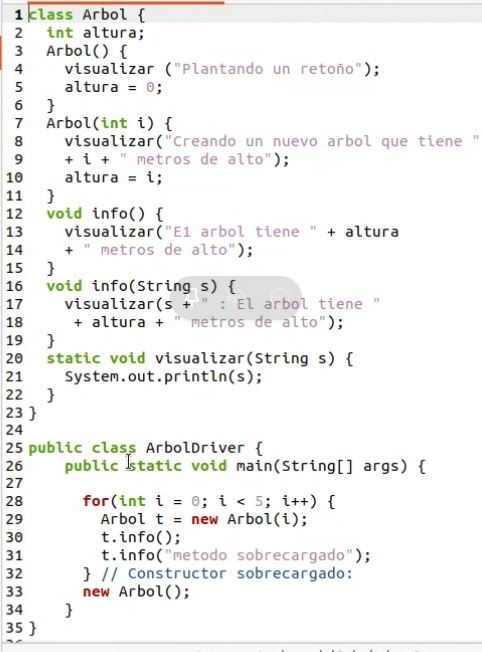 1 class Arbol {
2   int altura;
3   Arbol() {
4     visualizar ("Plantando un retoño");
5     altura = 0;
6   }
7   Arbol(int i) {
8     visualizar("Creando un nuevo arbol que tiene "
9     + i + " metros de alto");
10     altura = i;
11   }
12   void info() {
13     visualizar("E1 arbol tiene " + altura
14     + " metros de alto");
15   }
16   void info(String s) {
17     visualizar(s + " : El arbol tiene "
18      + altura + " metros de alto");
19   }
20   static void visualizar(String s) {
21     System.out.println(s);
22   }
23 }
24
25 public class ArbolDriver {
26     public static void main(String[] args) {
27
28       for(int i = 0; i < 5; i++) {
29         Arbol t = new Arbol(i);
30         t.info();
31         t.info("metodo sobrecargado");
32       } // Constructor sobrecargado:
33       new Arbol();
34     }
35 }